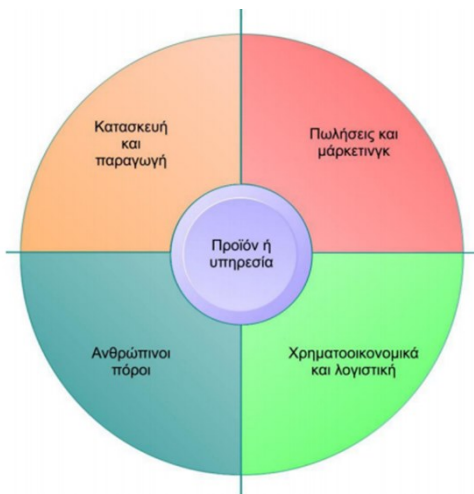 Κατασκευή
και
παραγωγή
Πωλήσεις και
μάρκετινγκ
Προϊόν ή
υπηρεσία
Ανθρώπινοι
πόροι
Χρηματοοικονομικά
και λογιστική